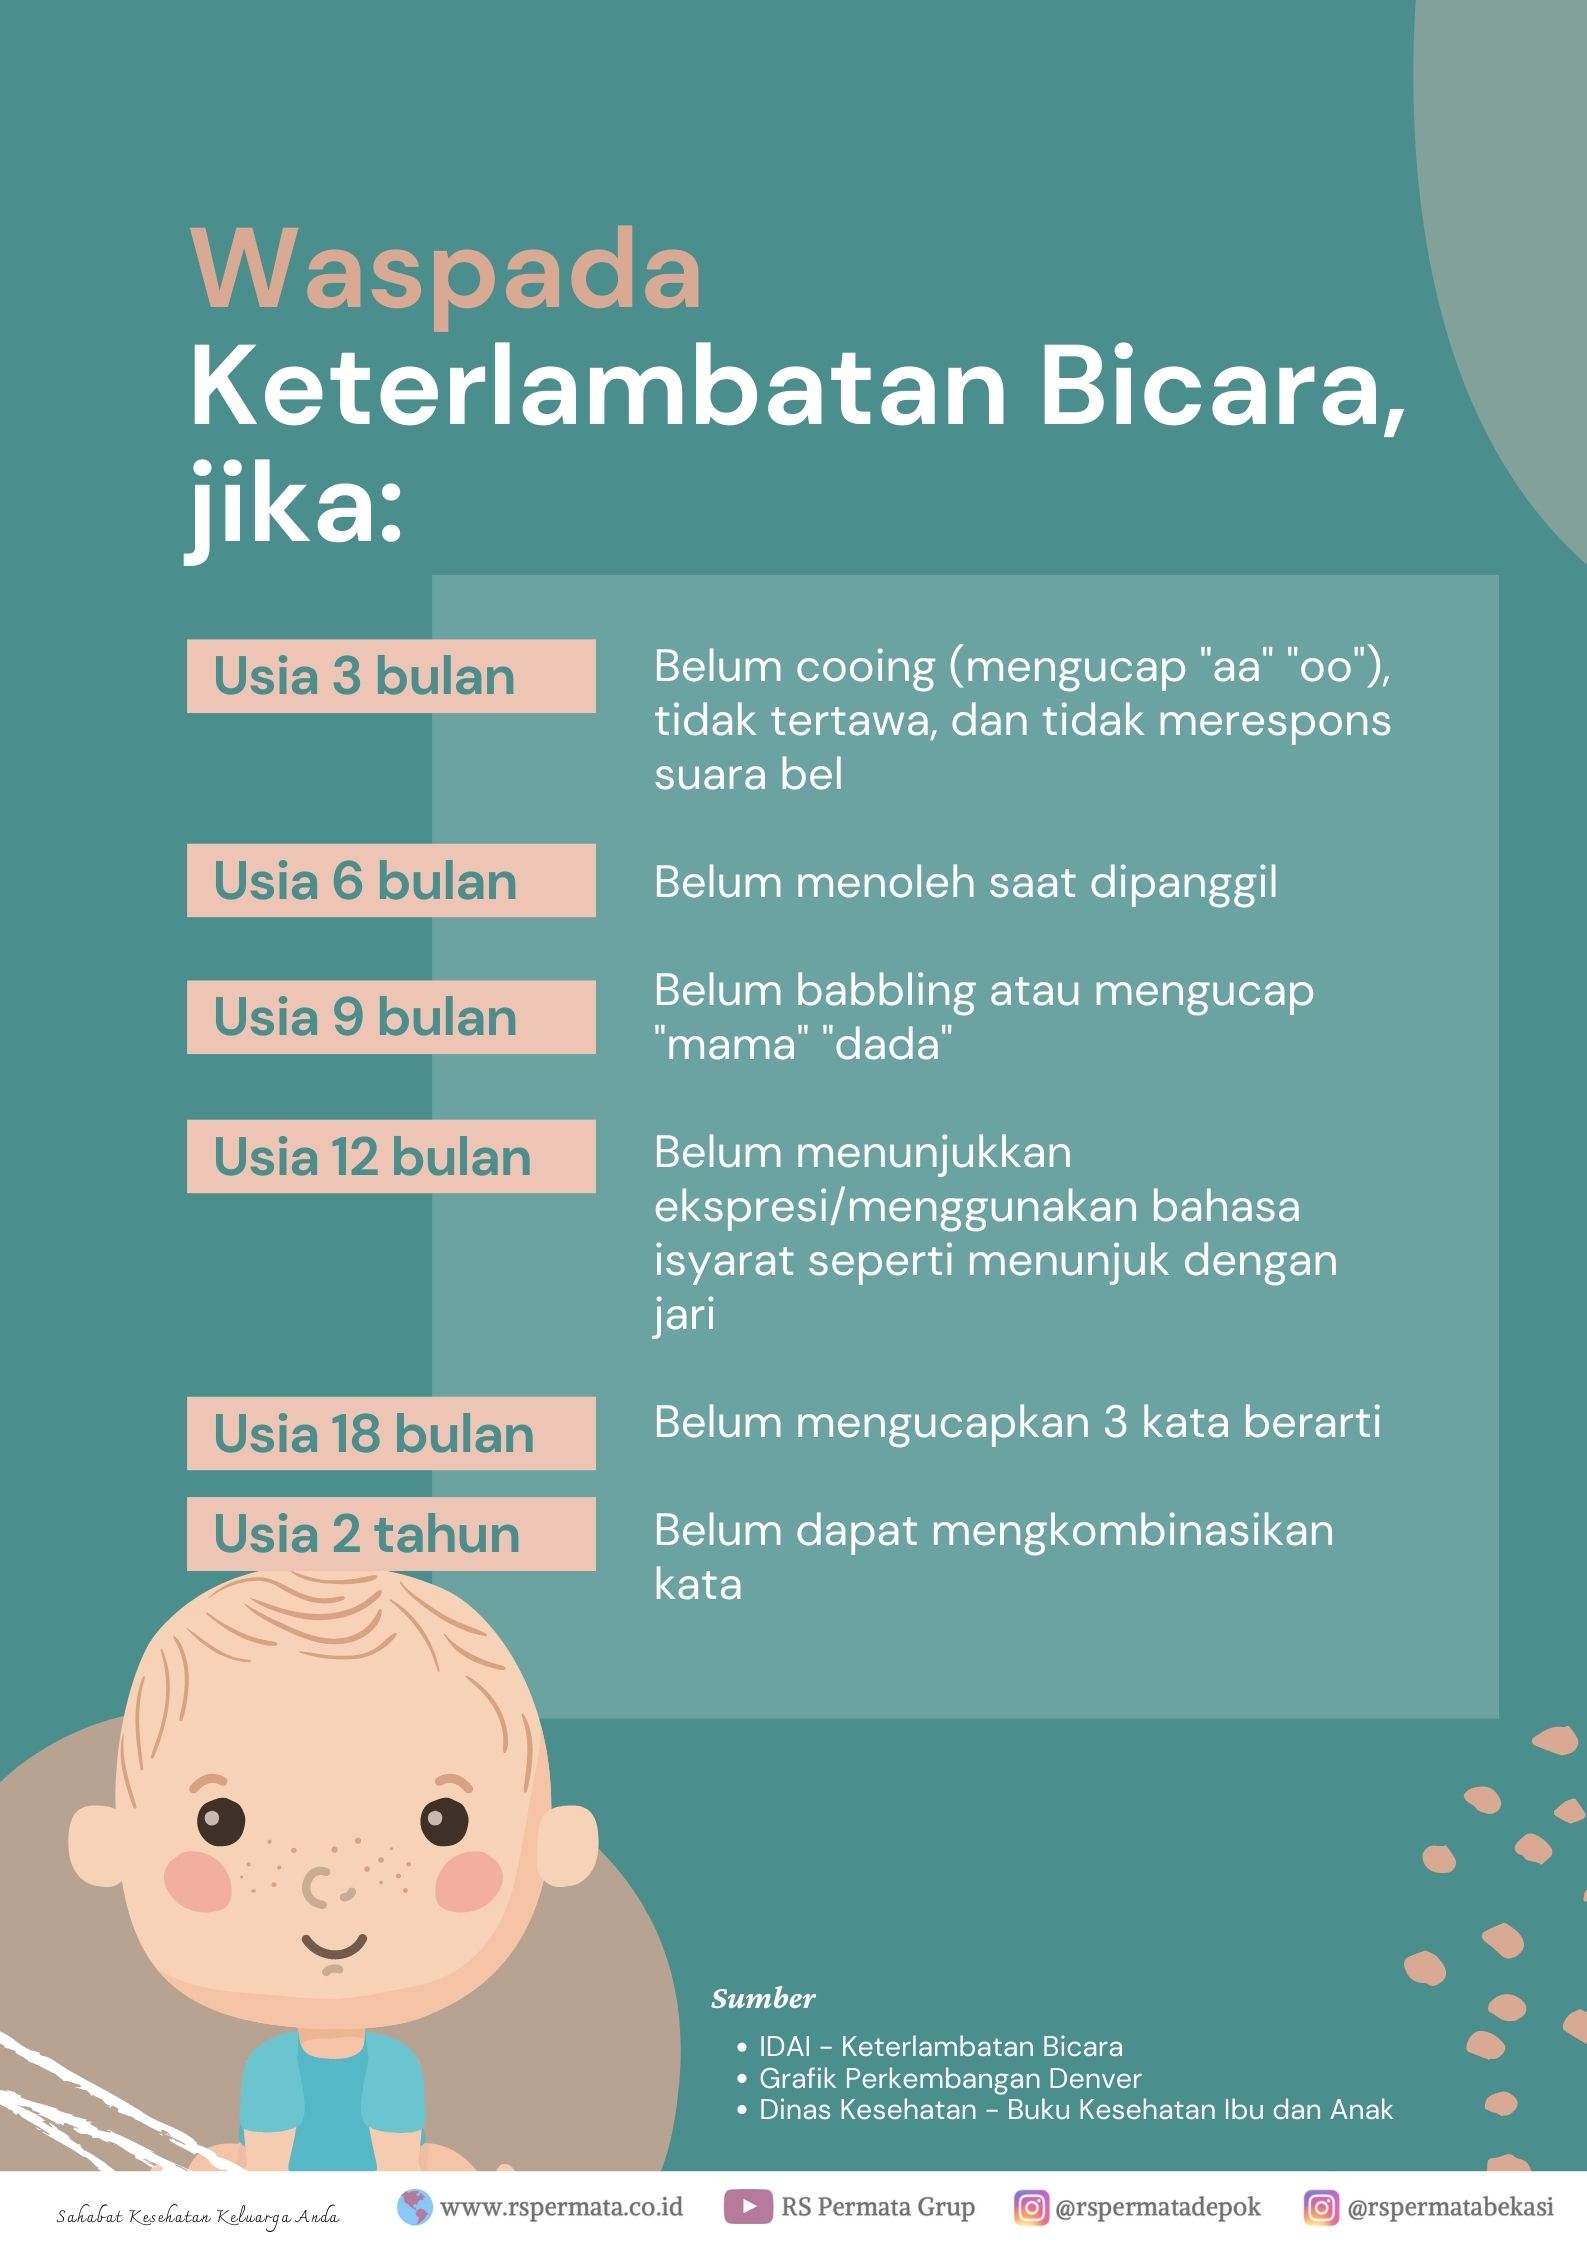 Waspada
Keterlambatan Bicara,
jika:
Usia 3 bulan
Belum cooing (mengucap "aa" "oo"),
tidak tertawa, dan tidak merespons
suara bel
Usia 6 bulan
Belum menoleh saat dipanggil
Usia 9 bulan
Belum babbling atau mengucap
"mama" "dada"
Usia 12 bulan
Belum menunjukkan
ekspresi/menggunakan bahasa
isyarat seperti menunjuk dengan
jari
Usia 18 bulan
Belum mengucapkan 3 kata berarti
Usia 2 tahun
Belum dapat mengkombinasikan
kata
Sumber
• IDAI - Keterlambatan Bicara
• Grafik Perkembangan Denver
• Dinas Kesehatan - Buku Kesehatan Ibu dan Anak
Sahabat Kesehatan Keluarga Anda
www.rspermata.co.id
RS Permata Grup
@rspermatadepok
@rspermatabekasi